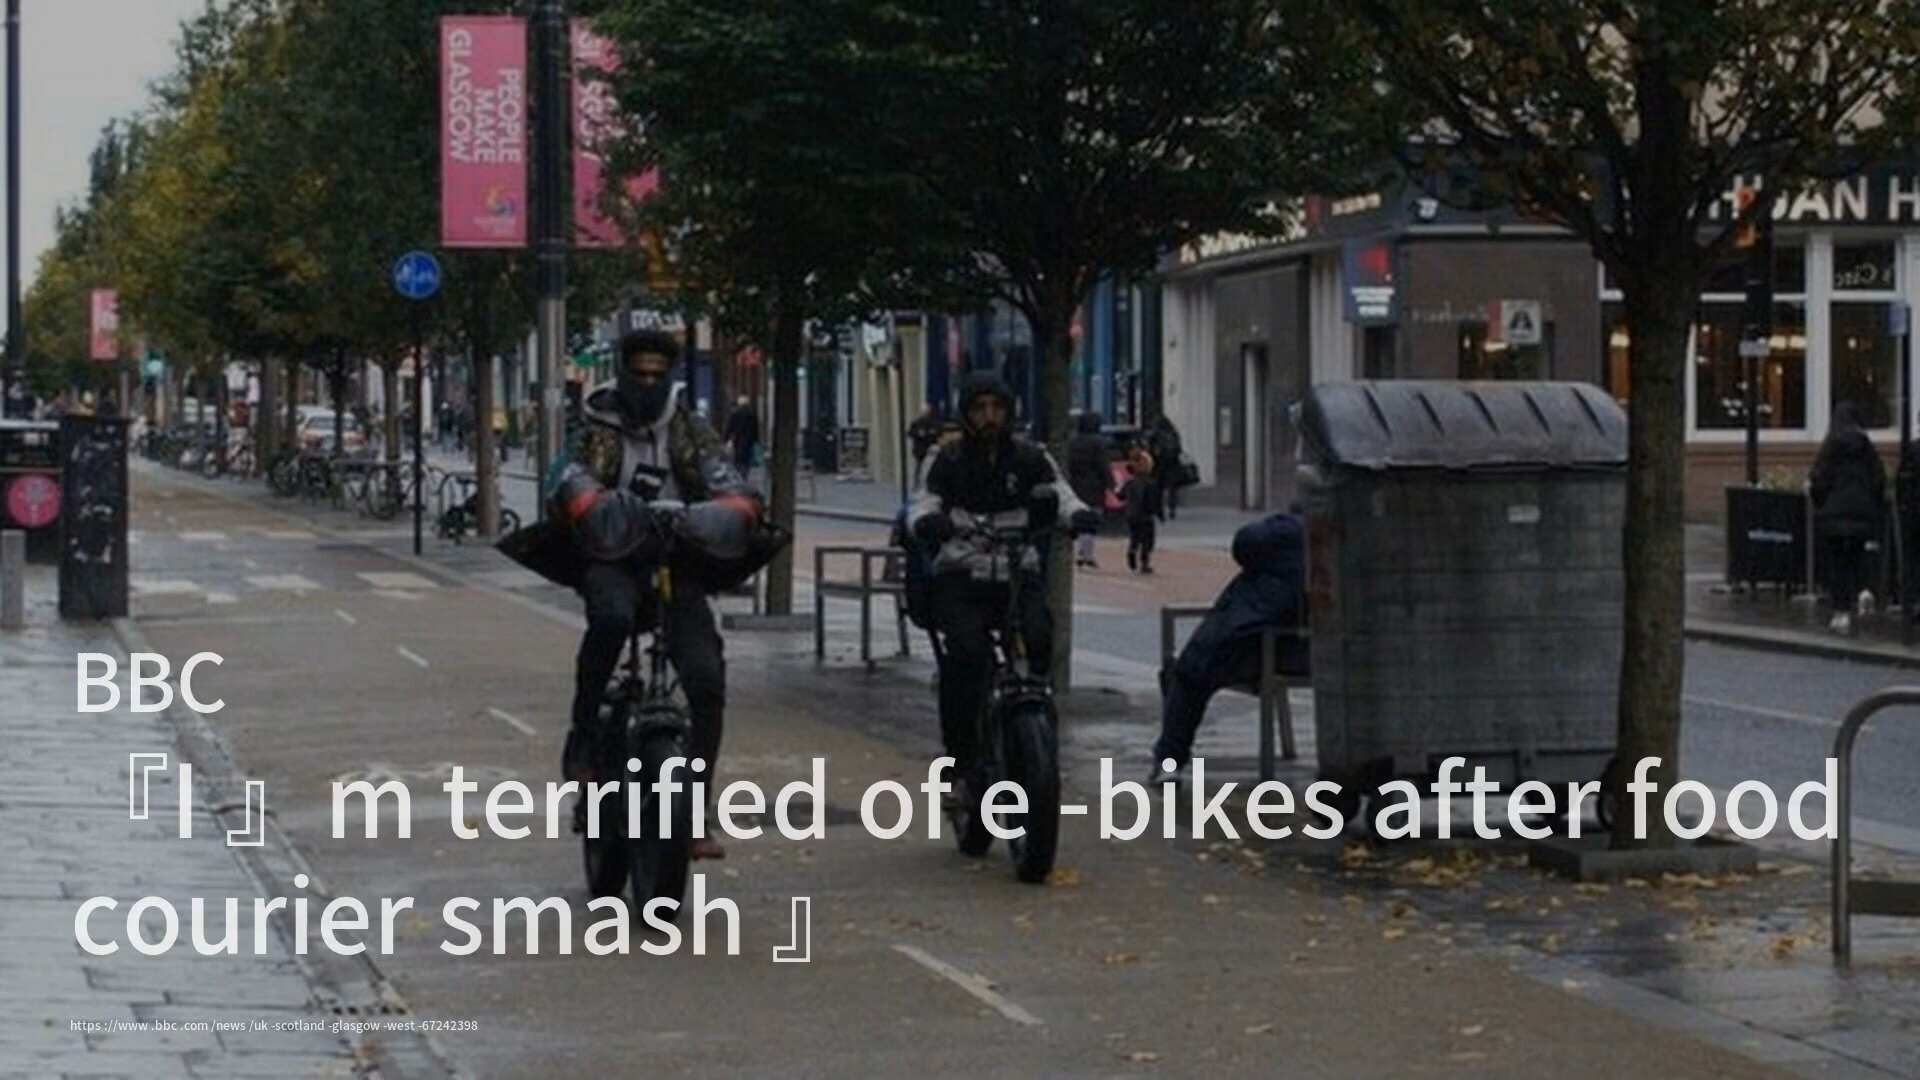 PEOPLE
MAKE
GLASGOW
BBC
『I 』 m terrified of e -bikes after food
courier smash 』
https ://www .bbc .com /news /uk -scotland -glasgow -west -67242398